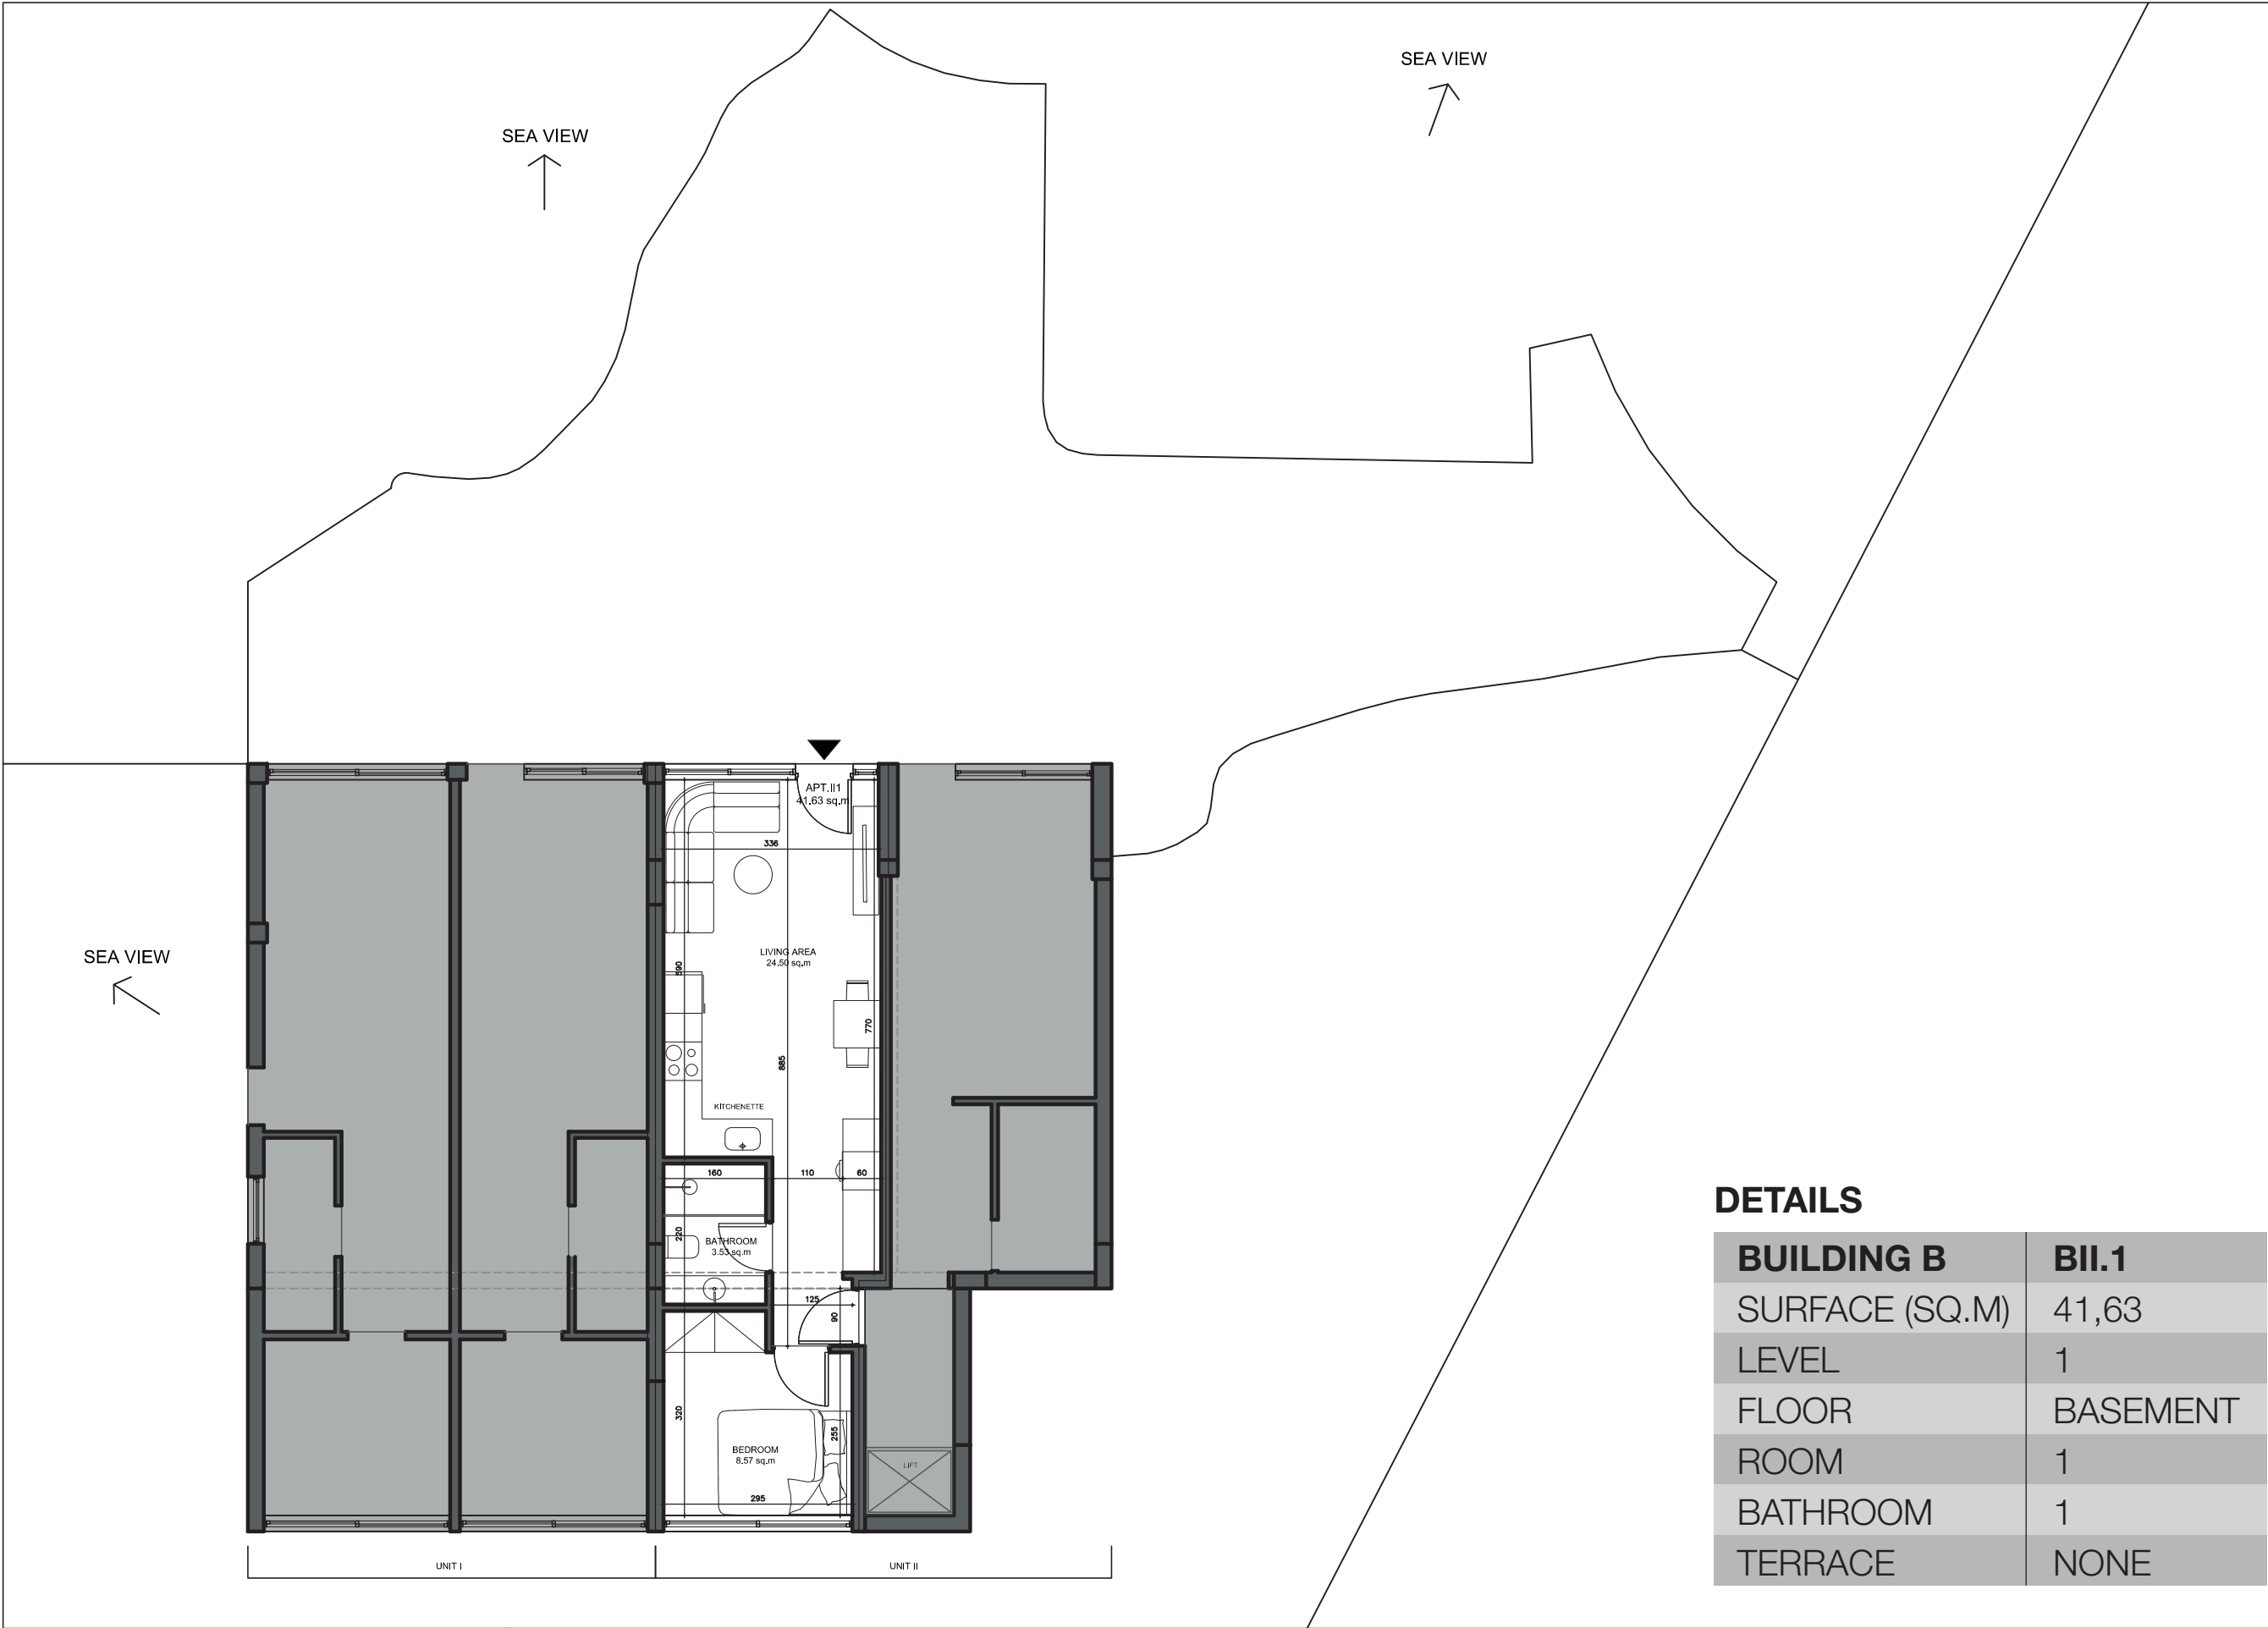 SEA VIEW
SEA VIEW
SEA VIEW
APT.II1
41.63 sq.m
336
LIVING AREA
24.50 sq.m
590
770
885
KITCHENETTE
160
110
60
220
BATHROOM
3.53 sq.m
125
90
320
255
BEDROOM
8.57 sq.m
LIFT
295
UNIT I
UNIT II
DETAILS
BUILDING B BII.1
SURFACE (SQ.M) 41,63
LEVEL 1
FLOOR BASEMENT
ROOM 1
BATHROOM 1
TERRACE NONE